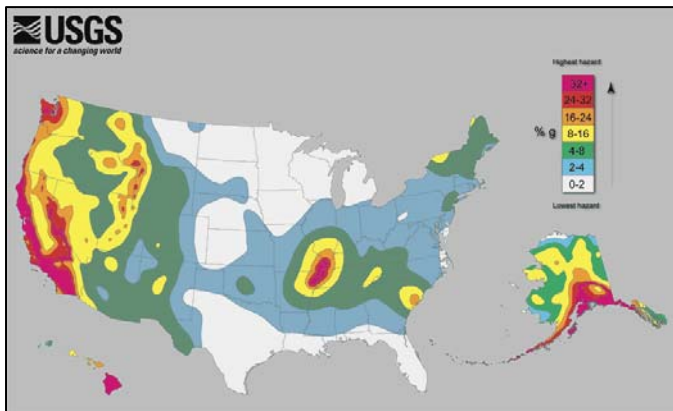 USGS
science for a changing world
Highest hazard
32+
24-32
16-24
% g
8-16
4-8
2-4
0-2
Lowest hazard